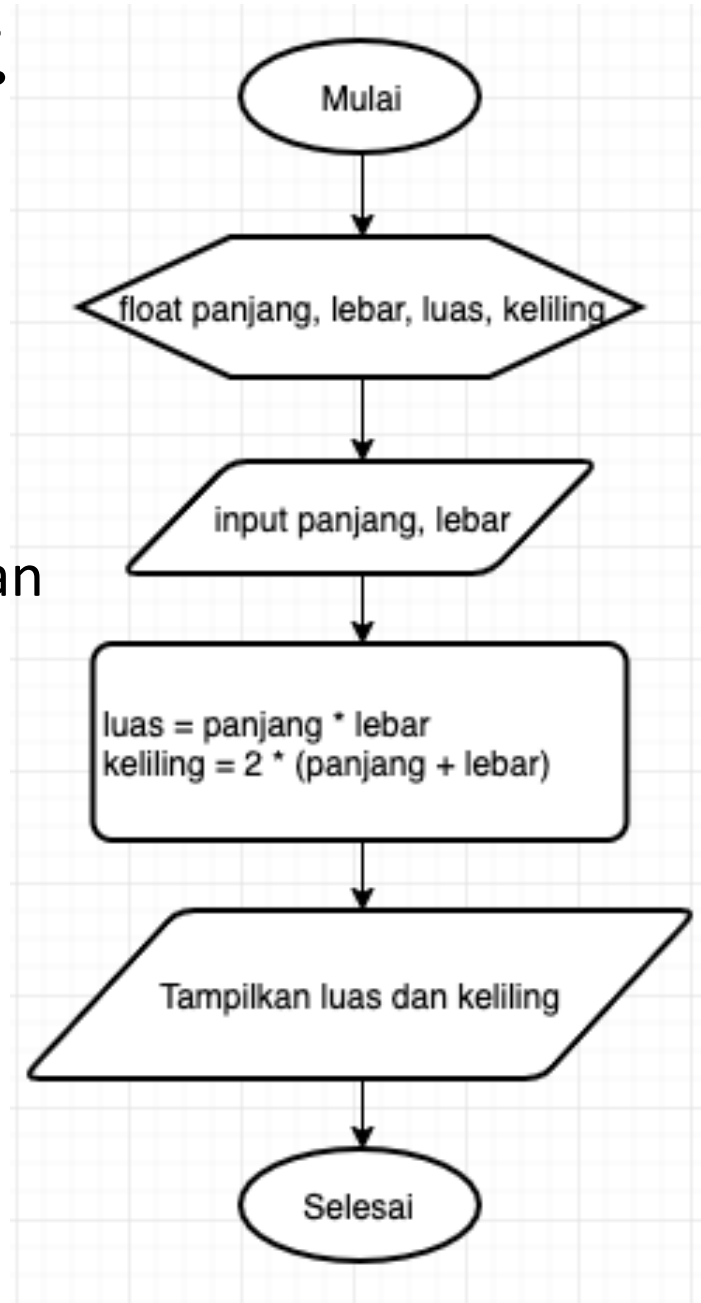 Mulai
float panjang, lebar, luas, keliling
input panjang, lebar
an
luas = panjang * lebar
keliling = 2 * (panjang + lebar)
Tampilkan luas dan keliling
Selesai